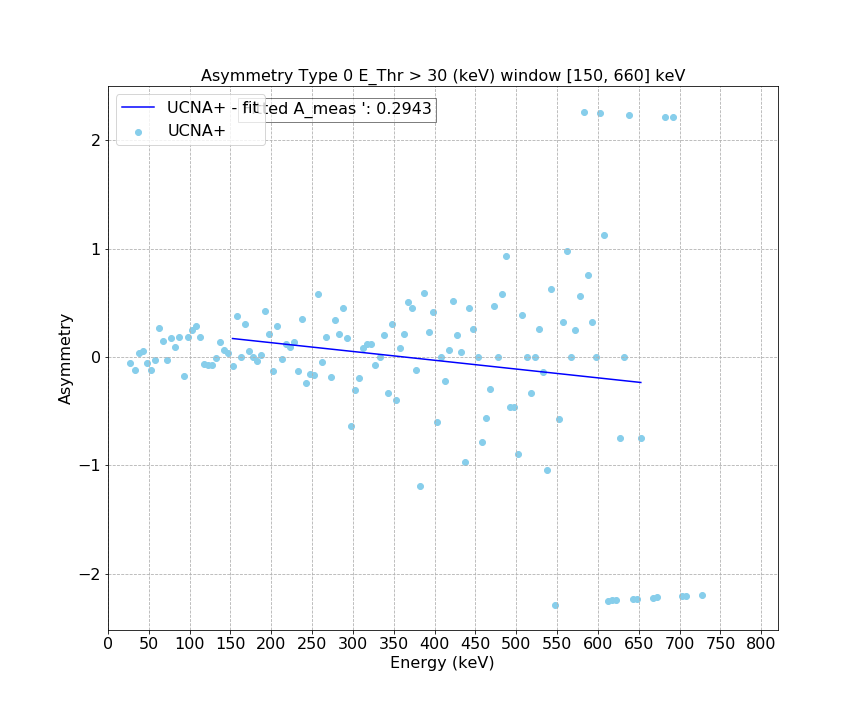 Asymmetry Type 0 E_Thr > 30 (keV) window [150, 660] keV
UCNA+ - fitted A_meas ': 0.2943
UCNA+
2
1
0
−1
−2
Asymmetry
0 50 100 150 200 250 300 350 400 450 500 550 600 650 700 750 800
Energy (keV)